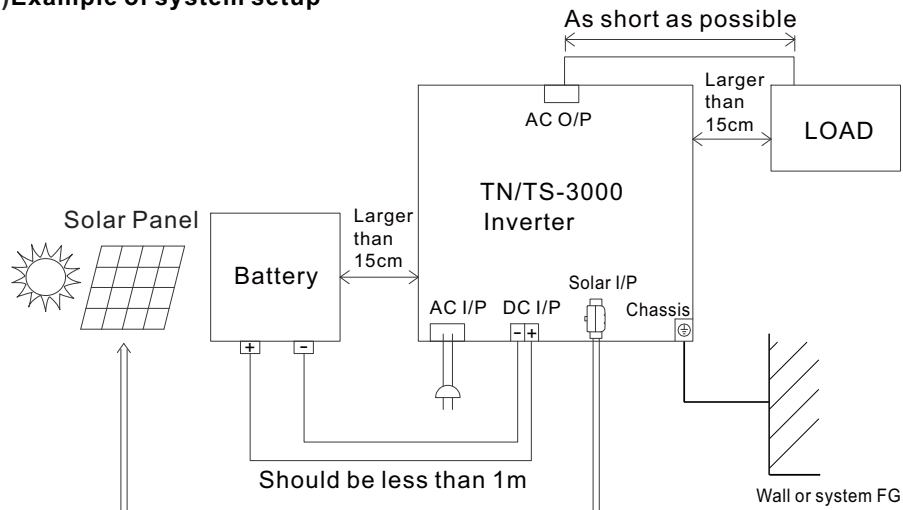 )Example of system setup
As short as possible
AC O/P
Larger
than
15cm
LOAD
TN/TS-3000
Inverter
Solar Panel
Battery
Larger
than
15cm
Solar I/P
AC I/P
DC I/P
Chassis
- +
+
-
Should be less than 1m
Wall or system FG